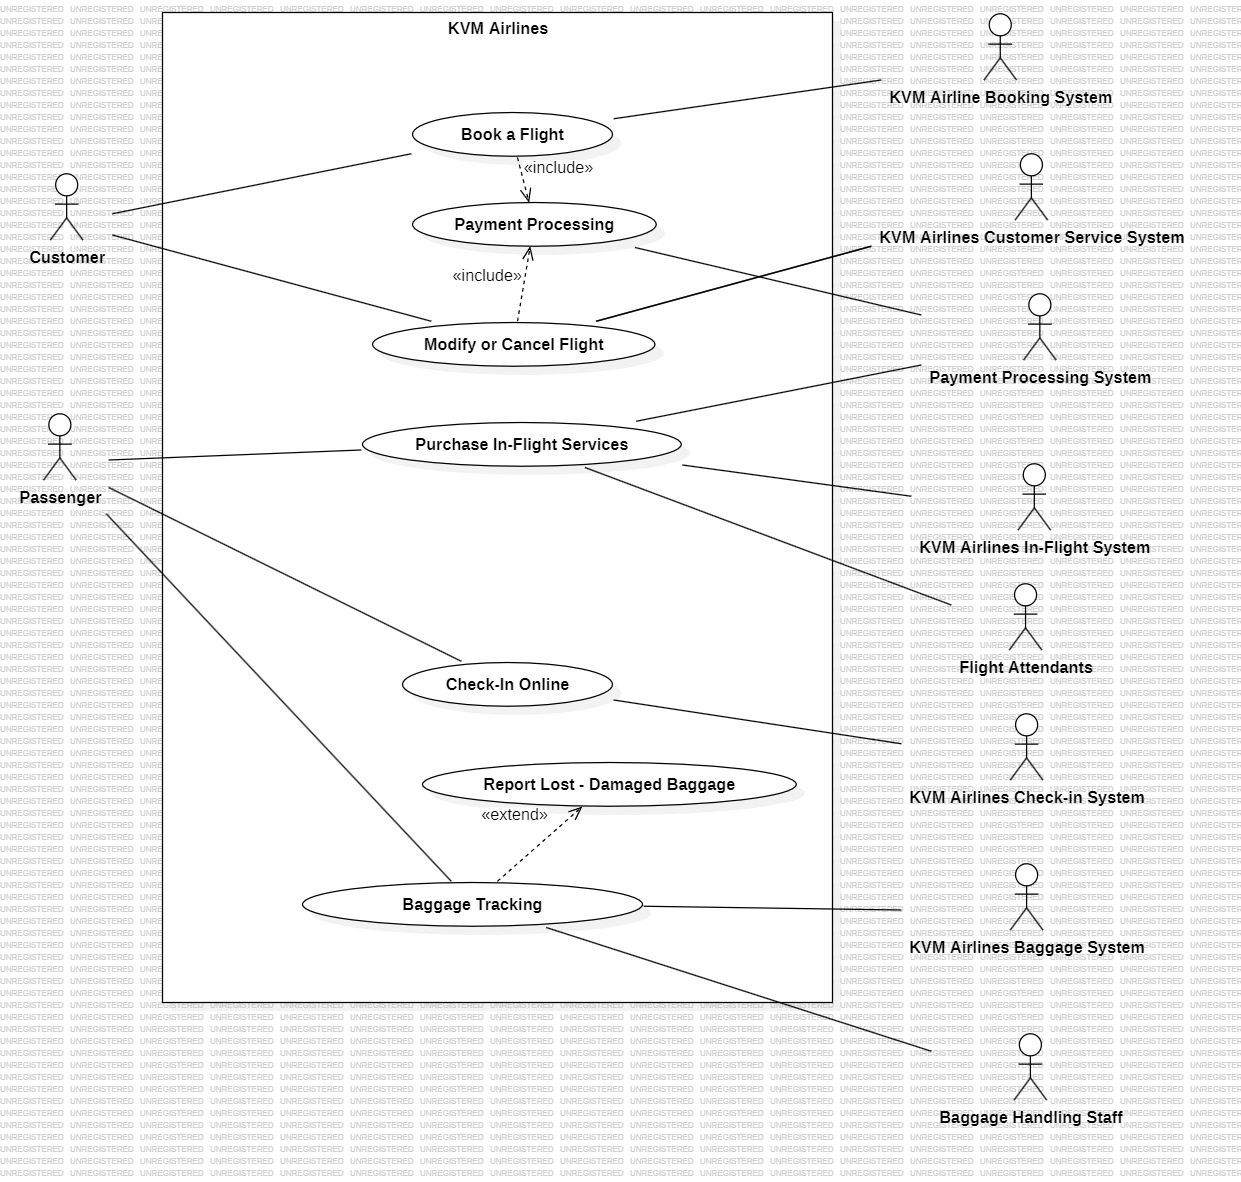 KVM Airlines
KVM Airline Booking System
Book a Flight
«include»
KVM Airlines Customer Service System
Payment Processing
Customer
«include»
Modify or Cancel Flight
Payment Processing System
Purchase In-Flight Services
Passenger
KVM Airlines In-Flight System
Flight Attendants
Check-In Online
KVM Airlines Check-in System
Report Lost - Damaged Baggage
«extend»
Baggage Tracking
KVM Airlines Baggage System
Baggage Handling Staff
UNREGISTERED